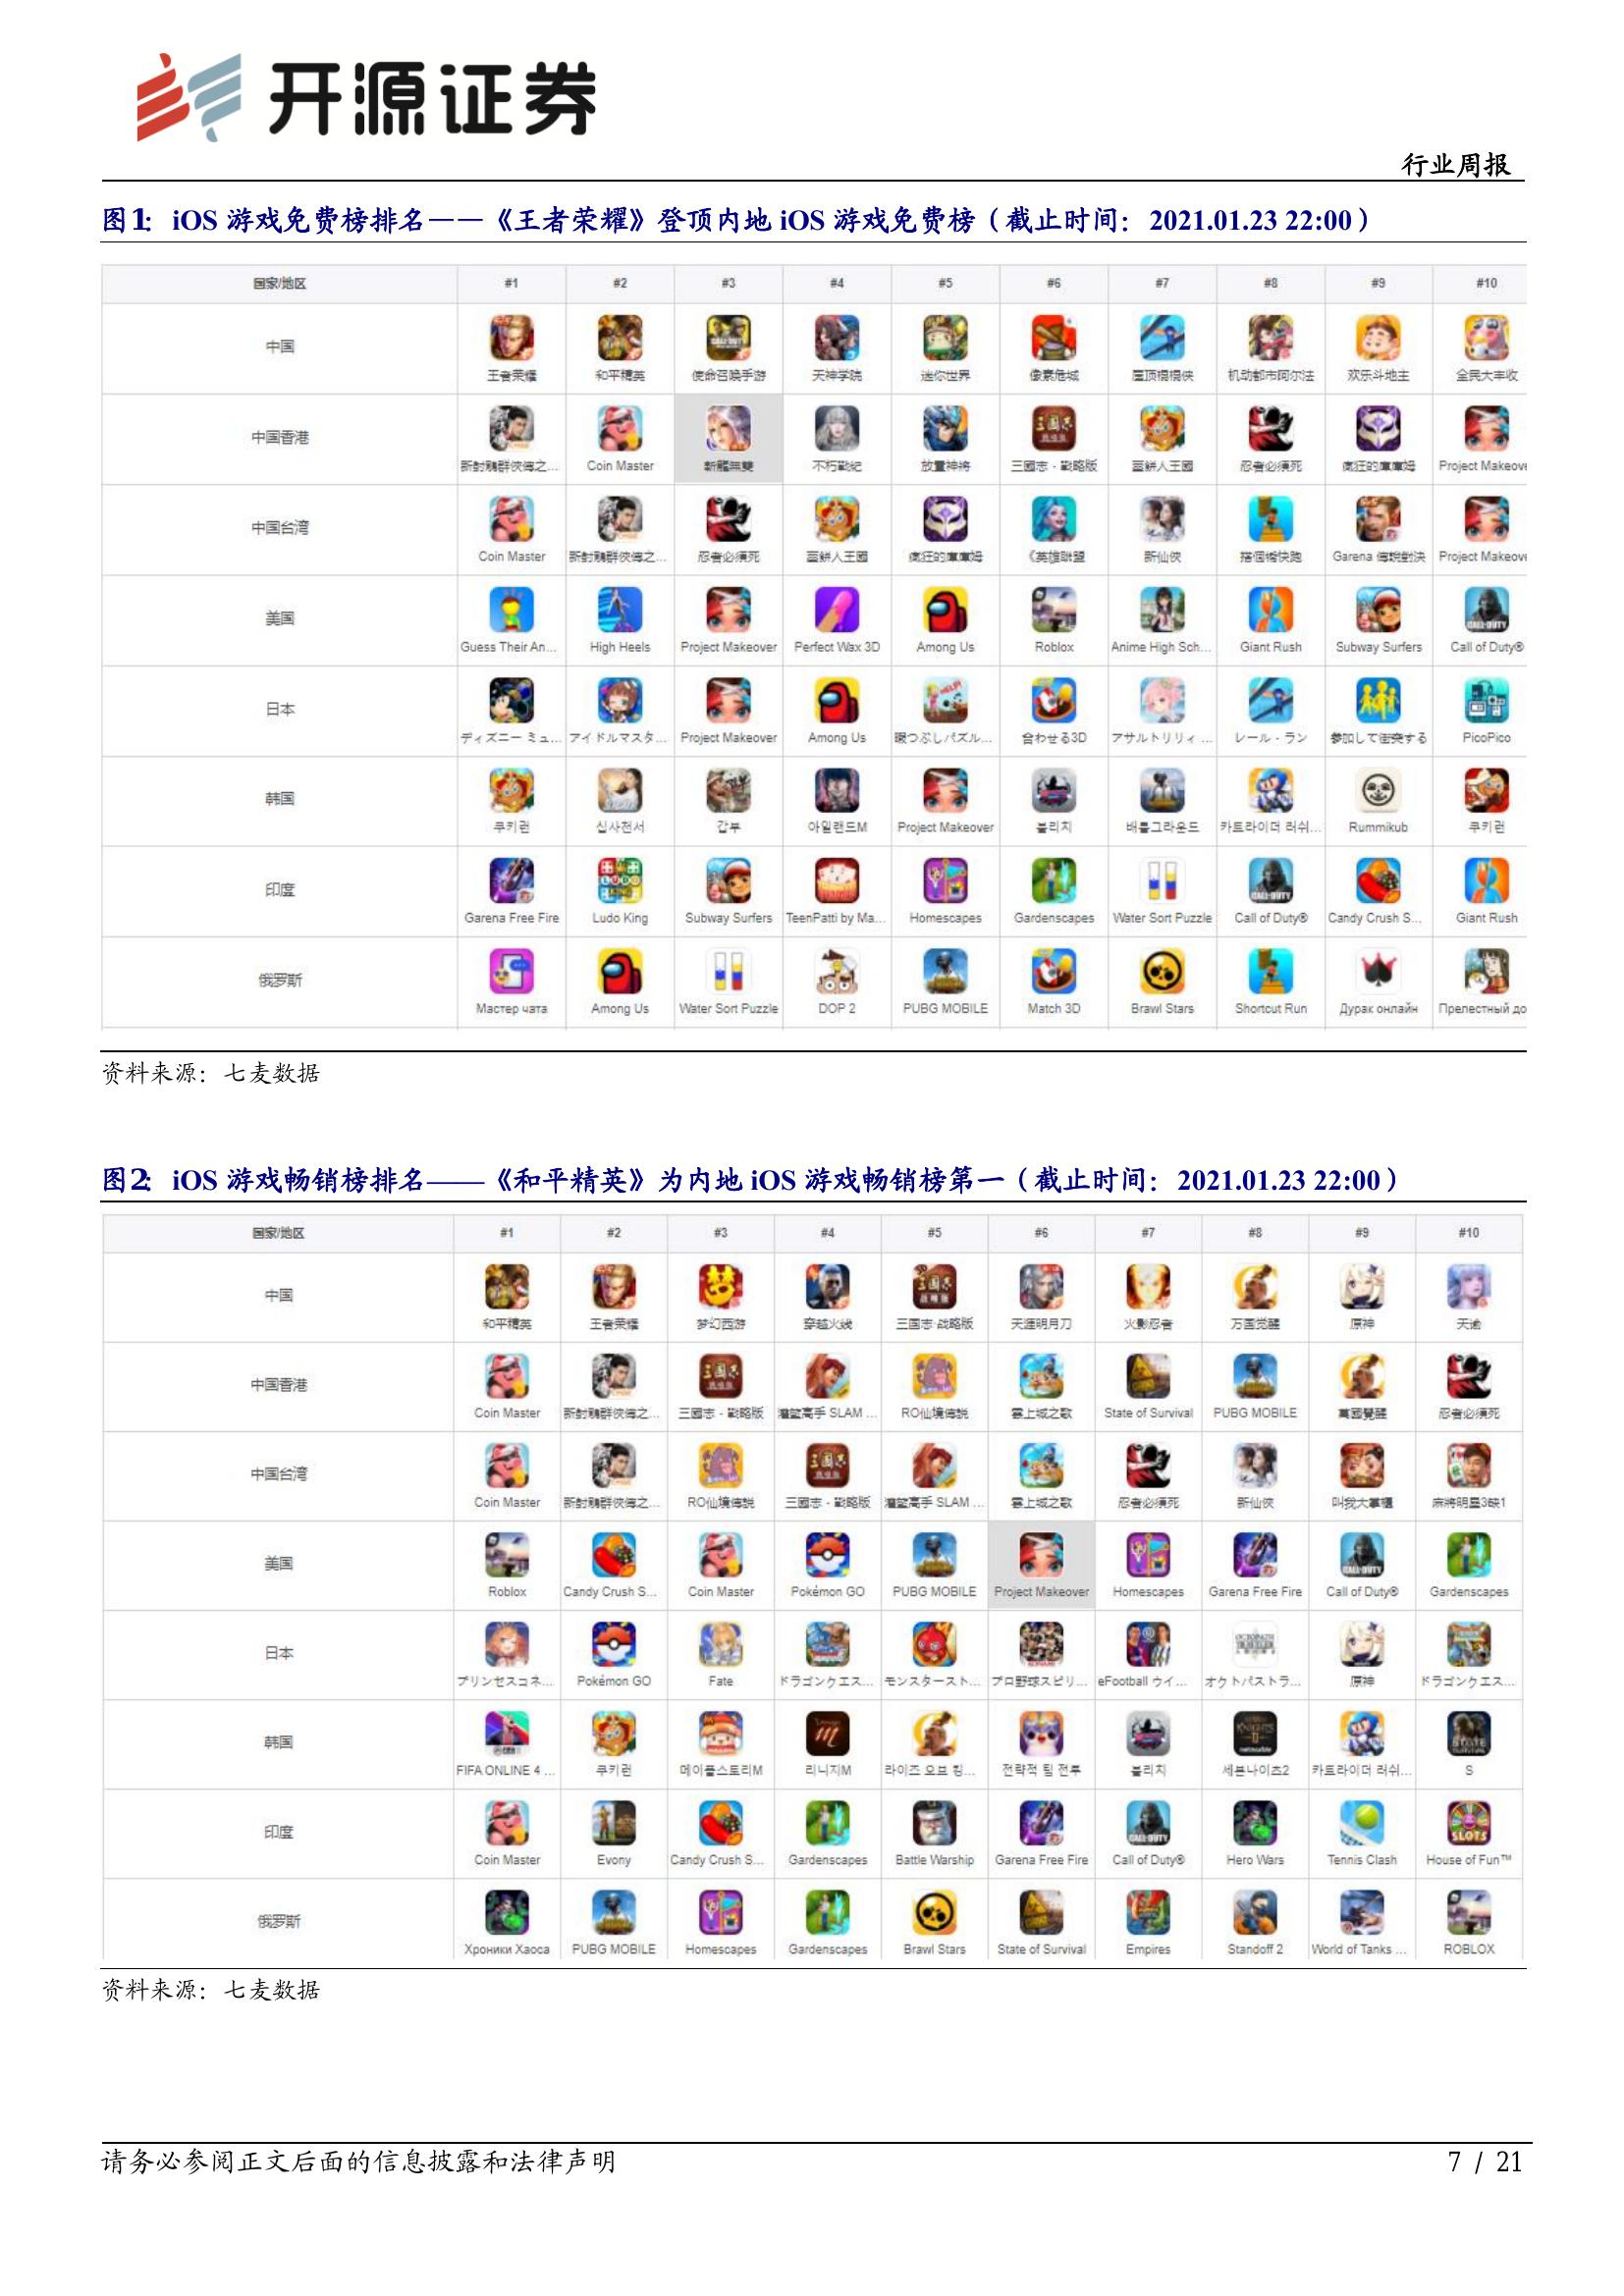 开源证券
行业周报
图1: iOS 游戏免费榜排名——《王者荣耀》登顶内地 iOS 游戏免费榜(截止时间: 2021.01.23 22:00)
国家/地区 #1 #2 #3 #4 #5 #6 #7 #8 #9 #10
中国
王者荣耀 和平精英 使命召唤手游 天神学院 迷你世界 像素危城 屋顶棍棍侠 机动都市阿尔法 欢乐斗地主 全民大丰收
中国香港
新射鵰群俠傳之... Coin Master 斬龍無雙 不朽戰紀 放置神將 三國志・戰略版 薑餅人王國 忍者必須死 瘋狂的庫庫姆 Project Makeove
中国台湾
Coin Master 新射鵰群俠傳之... 忍者必須死 薑餅人王國 瘋狂的庫庫姆 《英雄聯盟 新仙俠 搭個橋快跑 Garena 傳說對決 Project Makeove
美国
Guess Their An... High Heels Project Makeover Perfect Wax 3D Among Us Roblox Anime High Sch... Giant Rush Subway Surfers Call of Duty®
日本
ディズニー ミュ... アイドルマスタ... Project Makeover Among Us 暇つぶしパズル... 合わせる3D アサルトリリィ ... レール・ラン 参加して衝突する PicoPico
韩国
쿠키런 신사천서 갑부 아일랜드M Project Makeover 블리치 배틀그라운드 카트라이더 러쉬... Rummikub 쿠키런
印度
Garena Free Fire Ludo King Subway Surfers TeenPatti by Ma... Homescapes Gardenscapes Water Sort Puzzle Call of Duty® Candy Crush S... Giant Rush
俄罗斯
Мастер чата Among Us Water Sort Puzzle DOP 2 PUBG MOBILE Match 3D Brawl Stars Shortcut Run Дурак онлайн Прелестный до
资料来源: 七麦数据
图2: iOS 游戏畅销榜排名——《和平精英》为内地 iOS 游戏畅销榜第一(截止时间: 2021.01.23 22:00)
国家/地区 #1 #2 #3 #4 #5 #6 #7 #8 #9 #10
中国
和平精英 王者荣耀 梦幻西游 穿越火线 三国志·战略版 天涯明月刀 火影忍者 万国觉醒 原神 天谕
中国香港
Coin Master 新射鵰群俠傳之... 三國志・戰略版 灌籃高手 SLAM ... RO仙境傳說 雲上城之歌 State of Survival PUBG MOBILE 萬國覺醒 忍者必須死
中国台湾
Coin Master 新射鵰群俠傳之... RO仙境傳說 三國志・戰略版 灌籃高手 SLAM ... 雲上城之歌 忍者必須死 新仙俠 叫我大掌櫃 麻將明星3缺1
美国
Roblox Candy Crush S... Coin Master Pokémon GO PUBG MOBILE Project Makeover Homescapes Garena Free Fire Call of Duty® Gardenscapes
日本
プリンセスコネ... Pokémon GO Fate ドラゴンクエス... モンスタースト... プロ野球スピリ... eFootball ウイ... オクトパストラ... 原神 ドラゴンクエス...
韩国
FIFA ONLINE 4 ... 쿠키런 메이플스토리M 리니지M 라이즈 오브 킹... 전략적 팀 전투 블리치 세븐나이츠2 카트라이더 러쉬... S
印度
Coin Master Evony Candy Crush S... Gardenscapes Battle Warship Garena Free Fire Call of Duty® Hero Wars Tennis Clash House of Fun™
俄罗斯
Хроники Хаоса PUBG MOBILE Homescapes Gardenscapes Brawl Stars State of Survival Empires Standoff 2 World of Tanks ... ROBLOX
资料来源: 七麦数据
请务必参阅正文后面的信息披露和法律声明
7 / 21